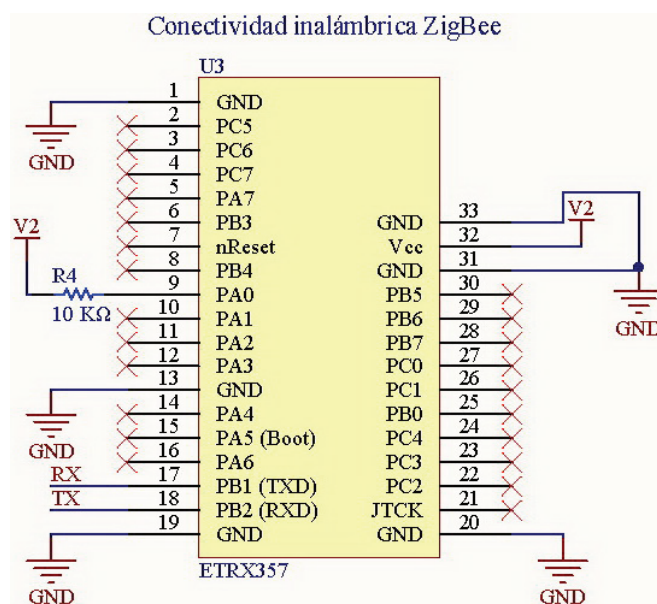 Conectividad inalámbrica ZigBee
U3
1 GND
GND
2 PC5
3 PC6
4 PC7
5 PA7
6 PB3
7 nReset
8 PB4
V2
R4
10 KΩ
9 PA0
10 PA1
11 PA2
12 PA3
13 GND
GND
14 PA4
15 PA5 (Boot)
16 PA6
RX 17 PB1 (TXD)
TX 18 PB2 (RXD)
19 GND
GND
GND 33
Vcc 32
V2
GND 31
GND
PB5 30
PB6 29
PB7 28
PC0 27
PC1 26
PB0 25
PC4 24
PC3 23
PC2 22
JTCK 21
GND 20
GND
ETRX357